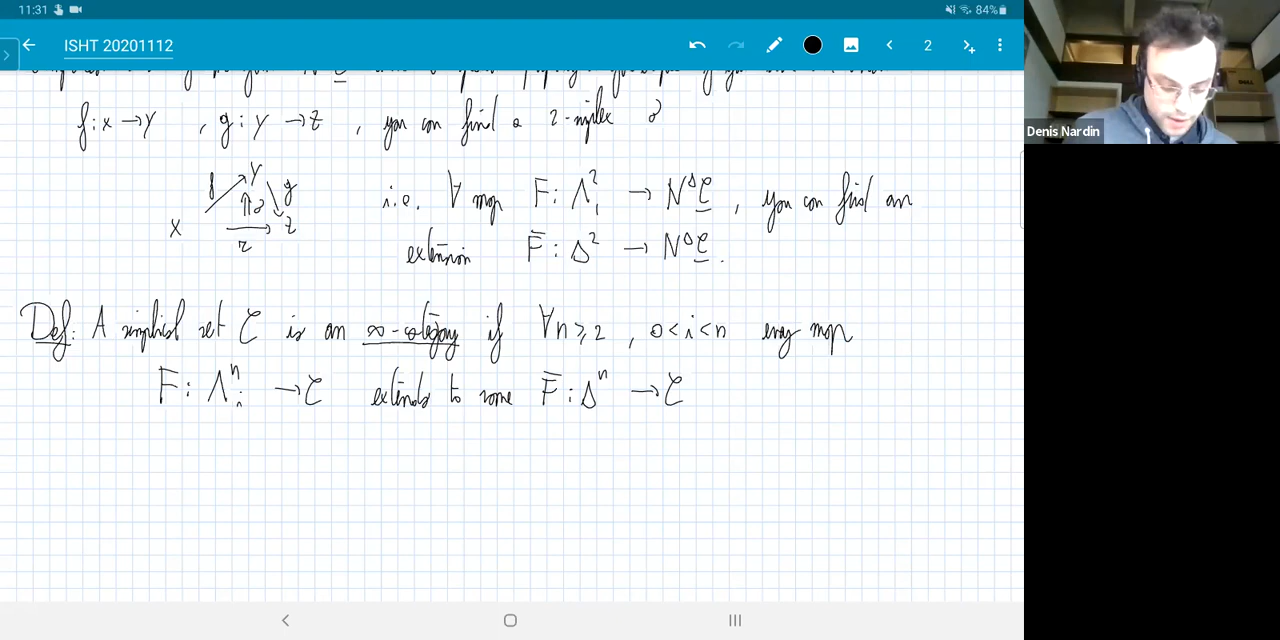 11:31
84%
ISHT 20201112
2
f: x → y , g: y → z , you can find a 2-simplex ∂
f y g
x z
r
i.e. ∀ map F: Λ²₁ → N^Δ C , you can find an
extension F̄: Δ² → N^Δ C .
Def: A simplicial set C is an ∞-category if ∀n ≥ 2 , 0 < i < n every map
F: Λⁿᵢ → C extends to some F̄: Δⁿ → C
Denis Nardin